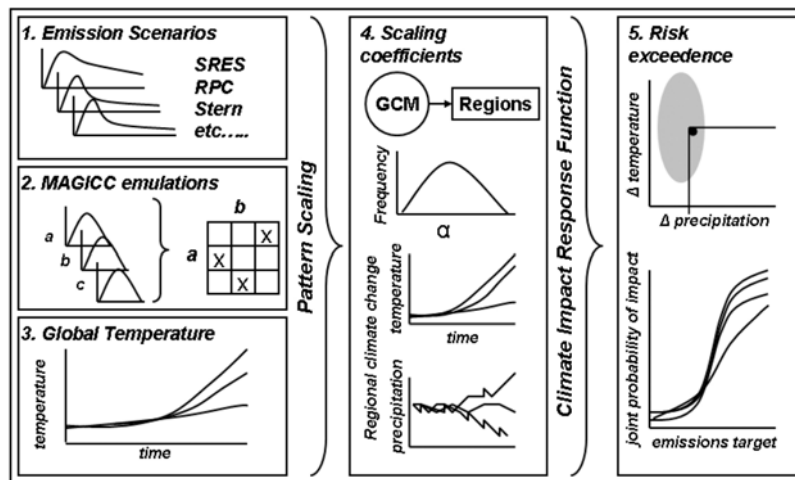 1. Emission Scenarios
SRES
RPC
Stern
etc.....
2. MAGICC emulations
a
b
c
b
a
X
X
X
3. Global Temperature
temperature
time
Pattern Scaling
4. Scaling
coefficients
GCM
Regions
Frequency
α
Regional climate change
temperature
time
precipitation
Climate Impact Response Function
5. Risk
exceedence
Δ temperature
Δ precipitation
joint probability of impact
emissions target